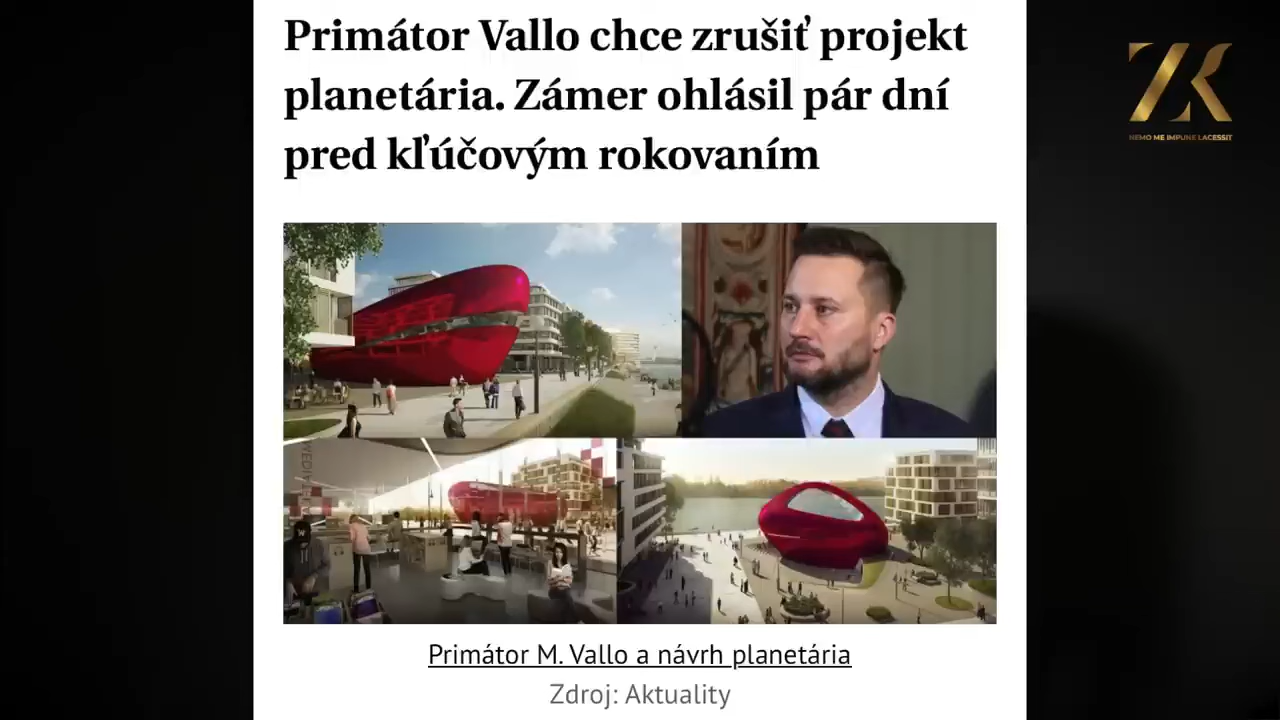 Primátor Vallo chce zrušiť projekt
planetária. Zámer ohlásil pár dní
pred kľúčovým rokovaním
ZK
NEMO ME IMPUNE LACESSIT
Primátor M. Vallo a návrh planetária
Zdroj: Aktuality